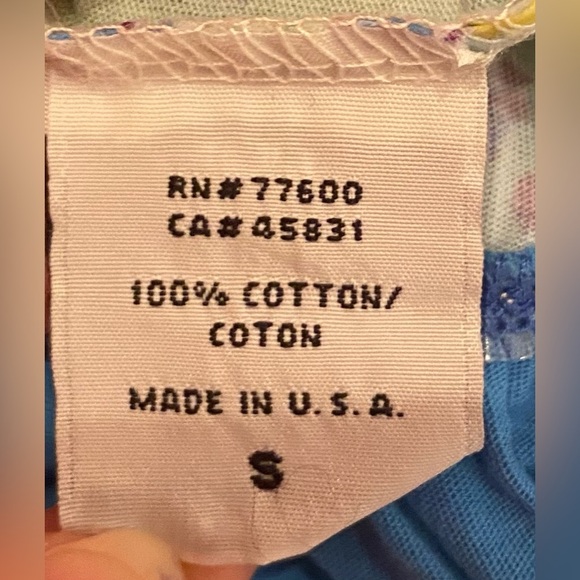 RN#77600
CA#45831
100% COTTON/
COTON
MADE IN U.S.A.
S